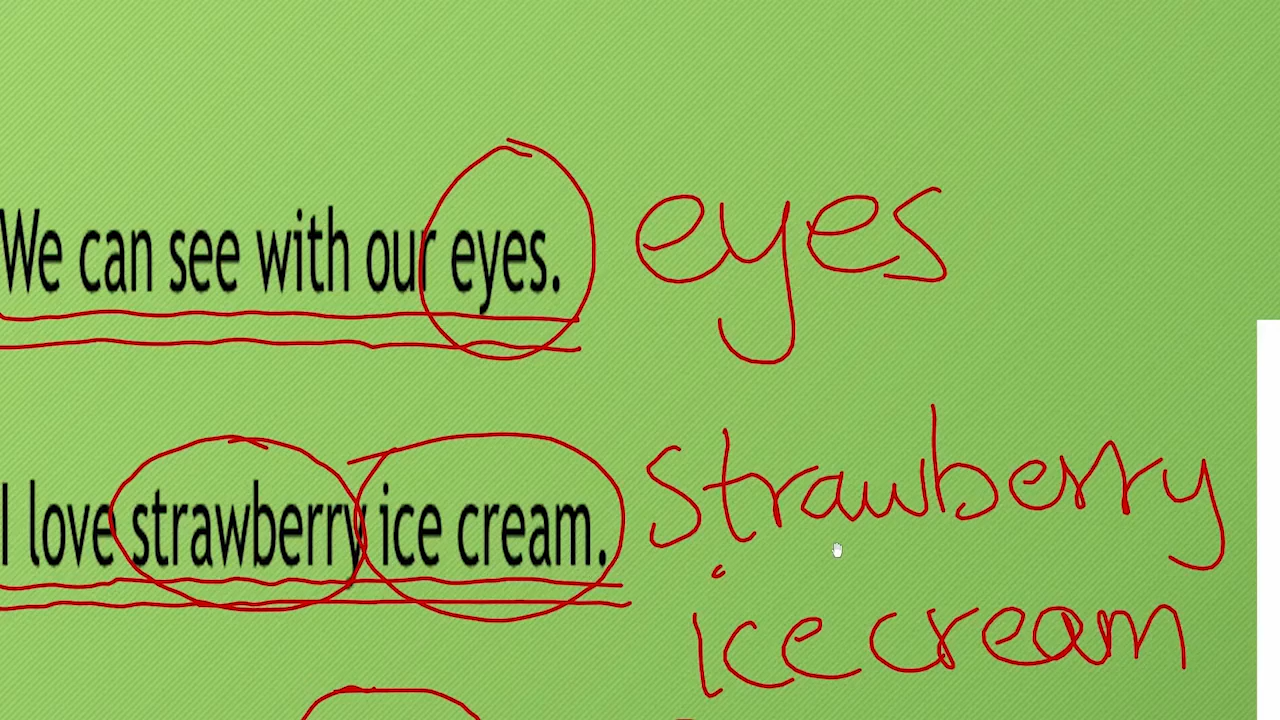 We can see with our eyes. eyes
I love strawberry ice cream. strawberry
ice cream